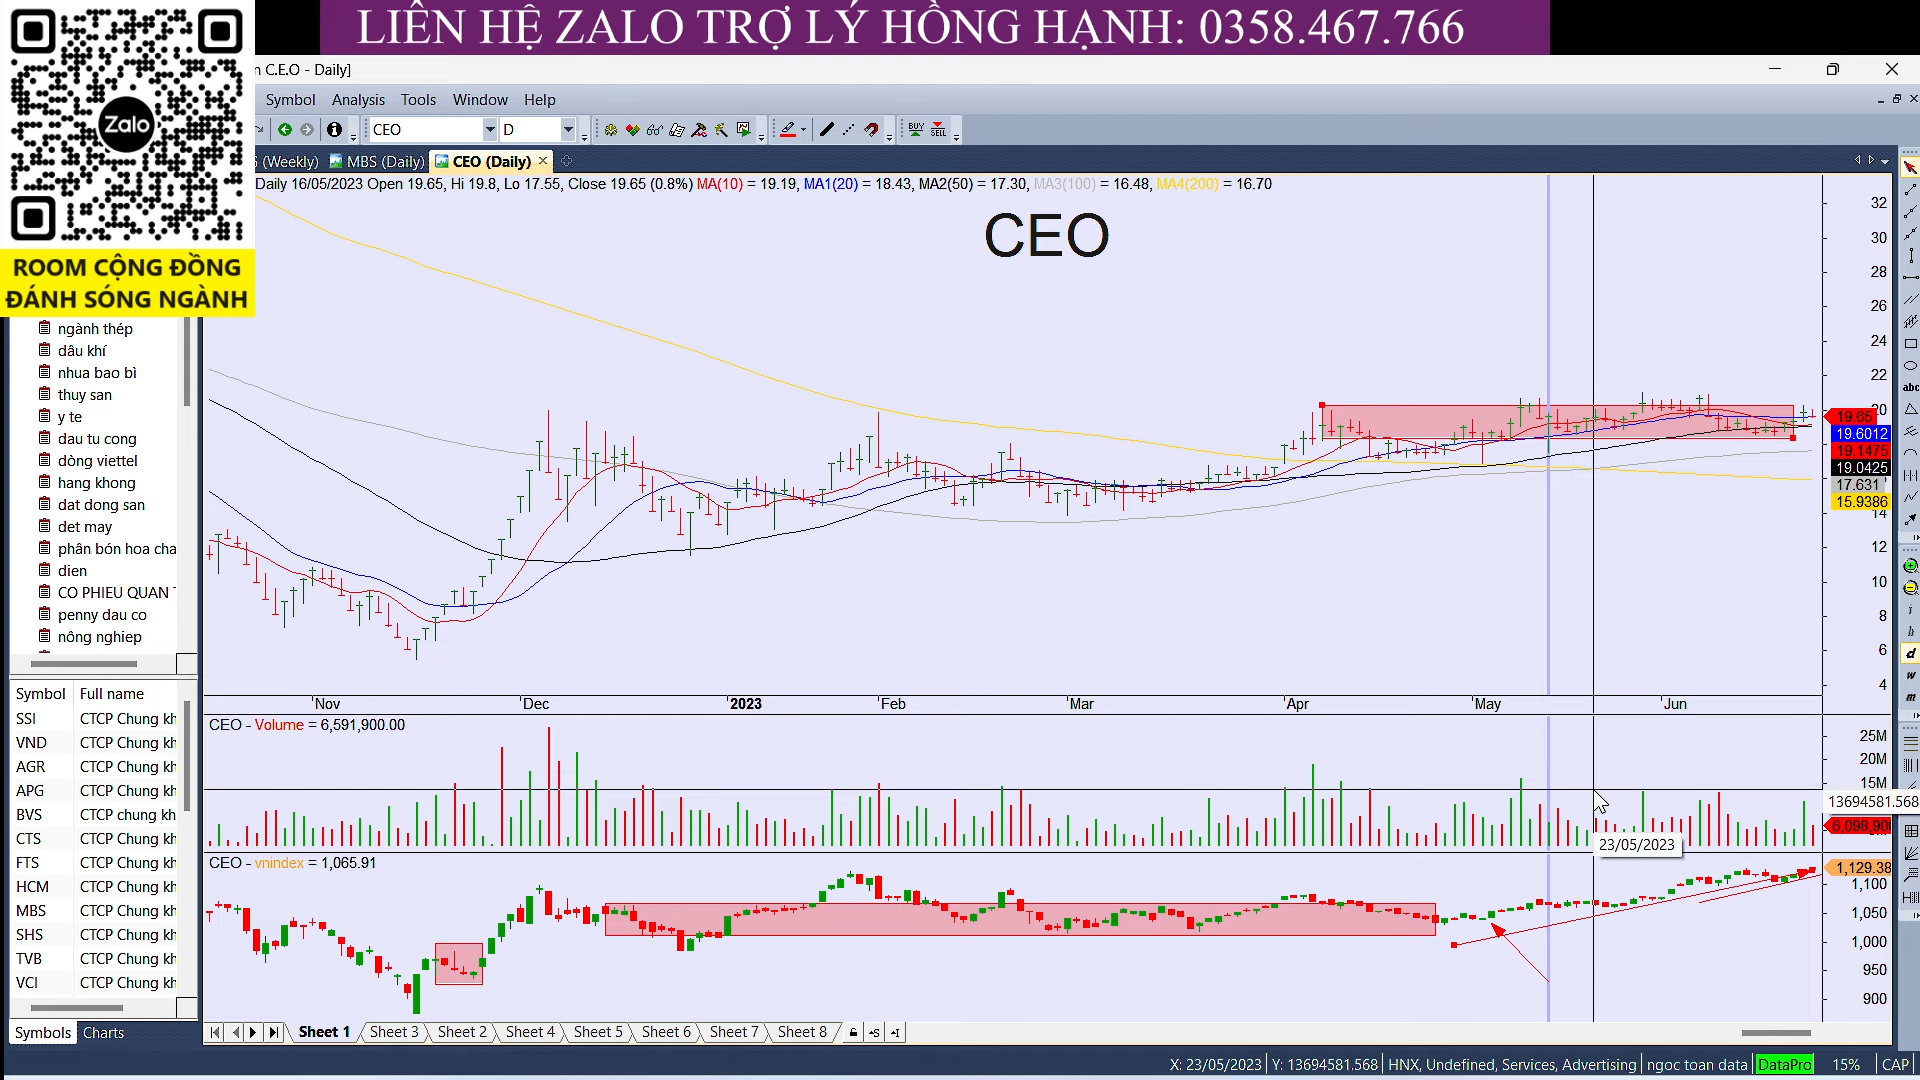 LIÊN HỆ ZALO TRỢ LÝ HỒNG HẠNH: 0358.467.766
Zalo
ROOM CỘNG ĐỒNG
ĐÁNH SÓNG NGÀNH
n C.E.O - Daily]
Symbol Analysis Tools Window Help
CEO D BUY SELL
(Weekly) MBS (Daily) CEO (Daily)
Daily 16/05/2023 Open 19.65, Hi 19.8, Lo 17.55, Close 19.65 (0.8%) MA(10) = 19.19, MA1(20) = 18.43, MA2(50) = 17.30, MA3(100) = 16.48, MA4(200) = 16.70
CEO
32
30
28
26
24
22
20
19.65
19.6012
19.1475
19.0425
17.631
15.9386
14
12
10
8
6
4
ngành thép
dâu khí
nhua bao bì
thuy san
y te
dau tu cong
dòng viettel
hang khong
dat dong san
det may
phân bón hoa cha
dien
CO PHIEU QUAN T
penny dau co
nông nghiep
Nov Dec 2023 Feb Mar Apr May Jun
Symbol Full name
SSI CTCP Chung kh
VND CTCP Chung kh
AGR CTCP Chung kh
APG CTCP Chung kh
BVS CTCP chung kh
CTS CTCP Chung kh
FTS CTCP Chung kh
HCM CTCP Chung kh
MBS CTCP Chung kh
SHS CTCP Chung kh
TVB CTCP Chung kh
VCI CTCP Chung kh
Symbols Charts
CEO - Volume = 6,591,900.00
25M
20M
15M
13694581.568
6,098,900
23/05/2023
CEO - vnindex = 1,065.91
1,129.38
1,100
1,050
1,000
950
900
Sheet 1 Sheet 3 Sheet 2 Sheet 4 Sheet 5 Sheet 6 Sheet 7 Sheet 8
abc
i
h
d
w
m
X: 23/05/2023 Y: 13694581.568 HNX, Undefined, Services, Advertising ngoc toan data DataPro 15% CAP